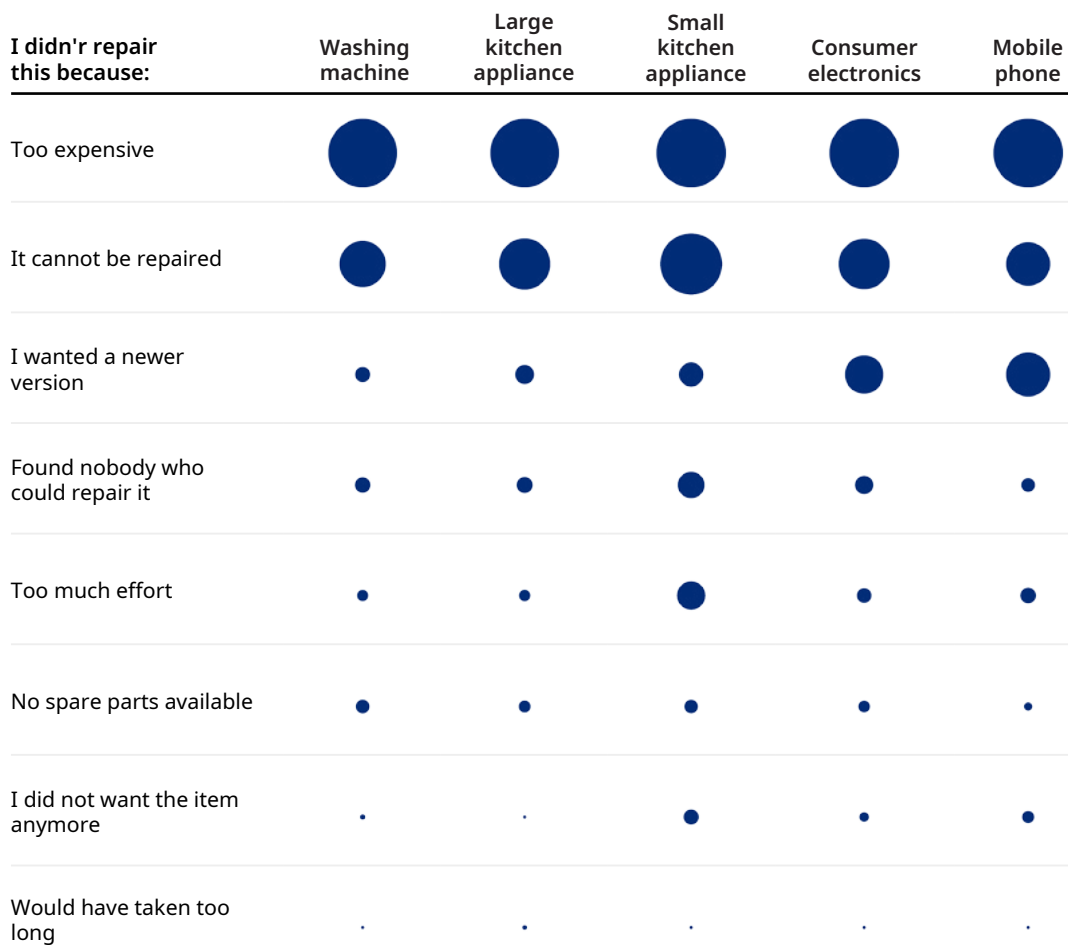 I didn'r repair
this because:
Washing
machine
Large
kitchen
appliance
Small
kitchen
appliance
Consumer
electronics
Mobile
phone
Too expensive
It cannot be repaired
I wanted a newer
version
Found nobody who
could repair it
Too much effort
No spare parts available
I did not want the item
anymore
Would have taken too
long